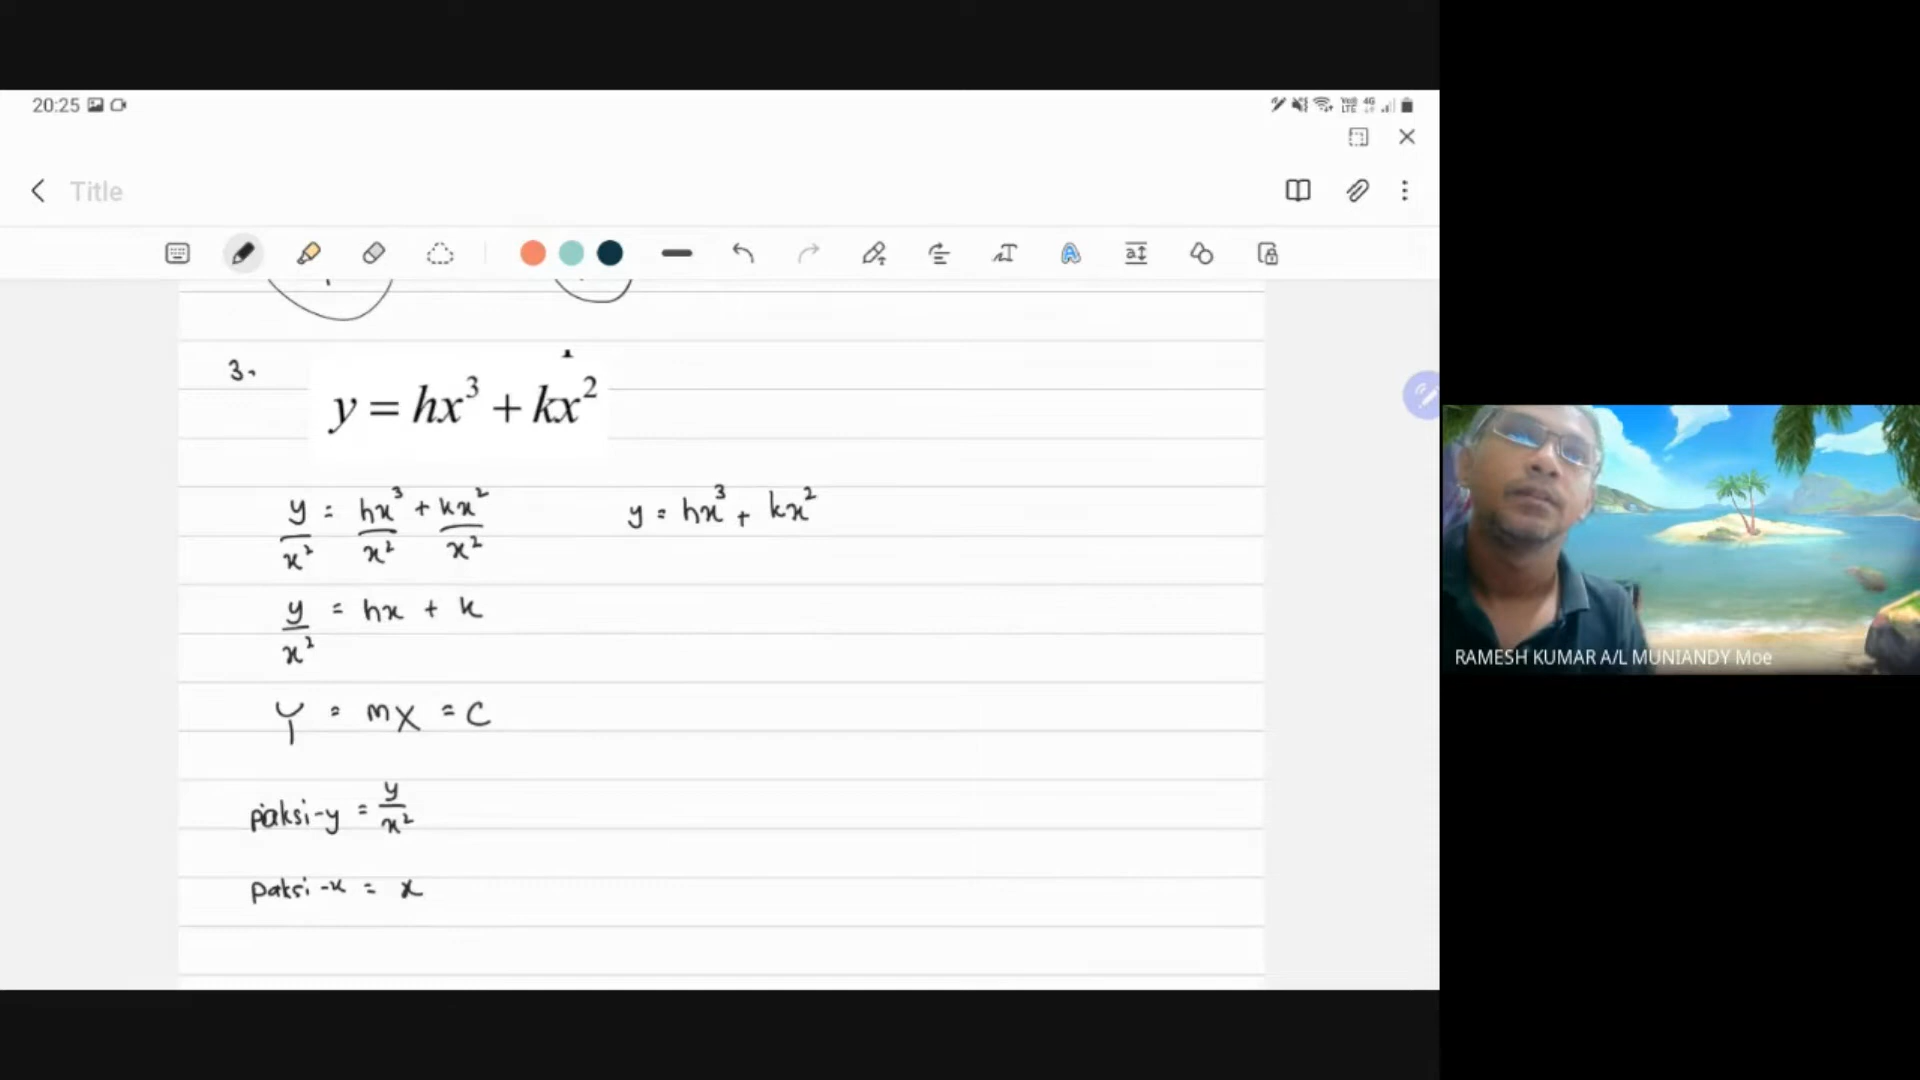 20:25
Title
3.
y = hx³ + kx²
y/x² = hx³/x² + kx²/x²
y = hx³ + kx²
y/x² = hx + k
Y = mX = C
paksi-y = y/x²
paksi-x = x
RAMESH KUMAR A/L MUNIANDY Moe